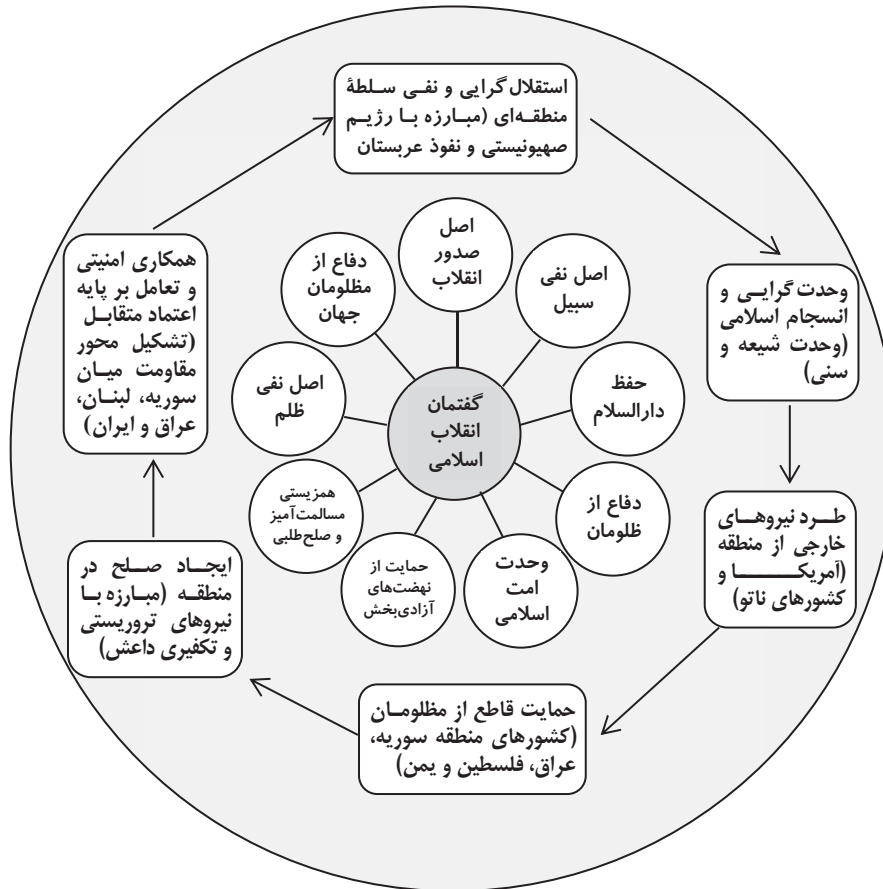 استقلال‌گرایی و نفی سلطهٔ
منطقه‌ای (مبارزه با رژیم
صهیونیستی و نفوذ عربستان
وحدت‌گرایی و
انسجام اسلامی
(وحدت شیعه و
سنی)
طرد نیروهای
خارجی از منطقه
(آمریکا و
کشورهای ناتو)
حمایت قاطع از مظلومان
(کشورهای منطقه سوریه،
عراق، فلسطین و یمن)
ایجاد صلح در
منطقه (مبارزه با
نیروهای تروریستی
و تکفیری داعش)
همکاری امنیتی
و تعامل بر پایه
اعتماد متقابل
(تشکیل محور
مقاومت میان
سوریه، لبنان،
عراق و ایران)
اصل
صدور
انقلاب
اصل نفی
سبیل
حفظ
دارالسلام
دفاع از
ظلومان
وحدت
امت
اسلامی
حمایت از
نهضت‌های
آزادی‌بخش
همزیستی
مسالمت‌آمیز
و صلح‌طلبی
اصل نفی
ظلم
دفاع از
مظلومان
جهان
گفتمان
انقلاب
اسلامی